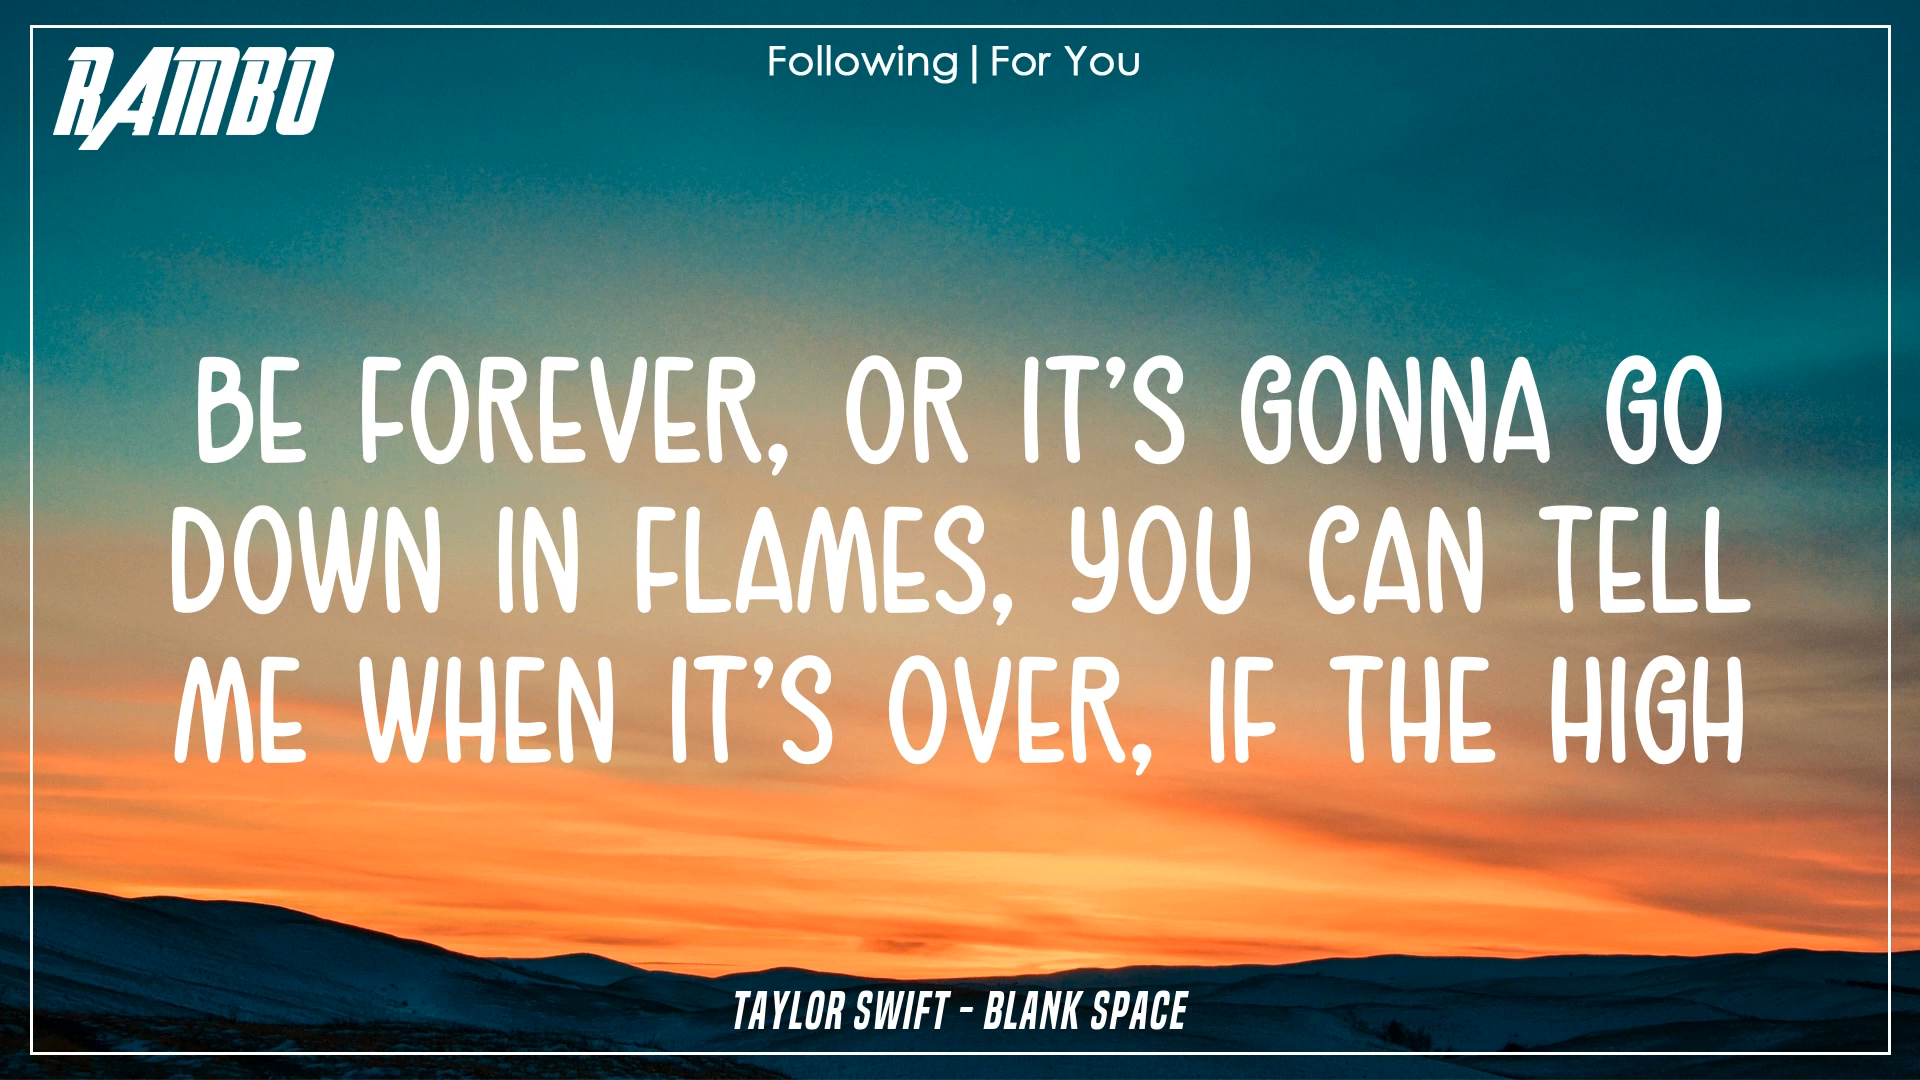 RAMBO
Following | For You
BE FOREVER, OR IT'S GONNA GO
DOWN IN FLAMES, YOU CAN TELL
ME WHEN IT'S OVER, IF THE HIGH
TAYLOR SWIFT - BLANK SPACE